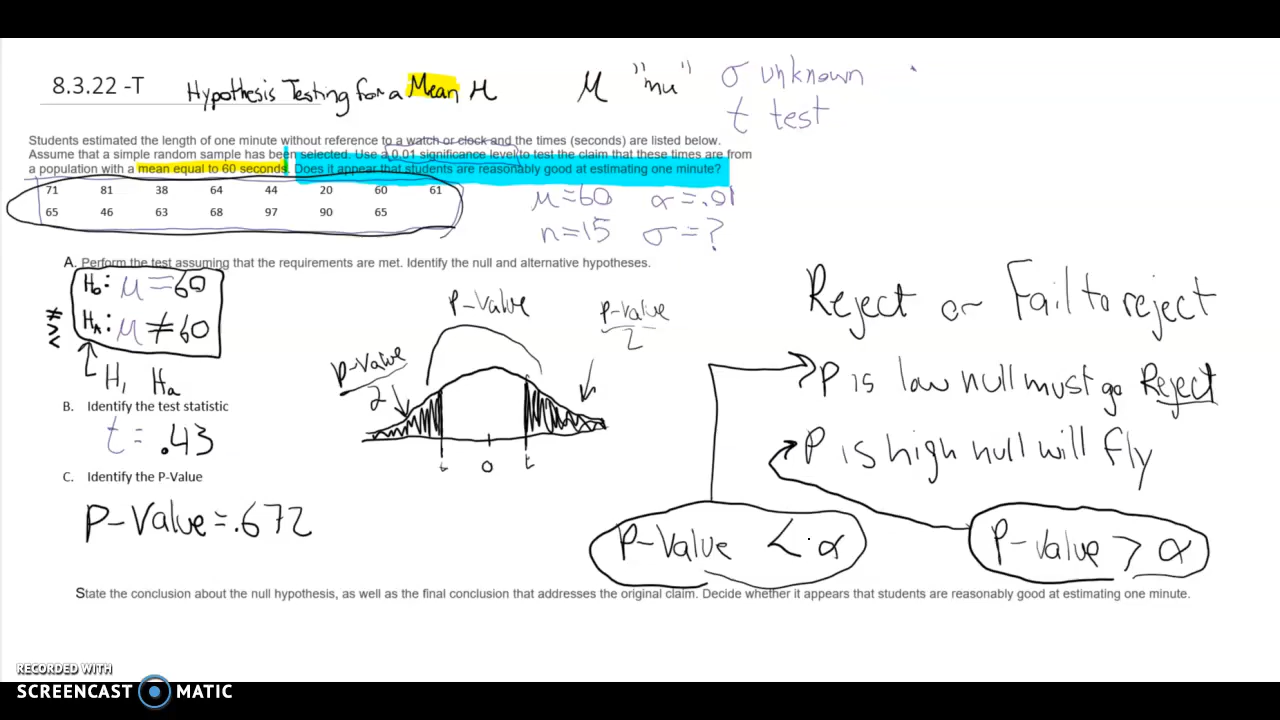 8.3.22 -T
Hypothesis Testing for a Mean μ
μ "mu"
σ unknown
t test
Students estimated the length of one minute without reference to a watch or clock and the times (seconds) are listed below.
Assume that a simple random sample has been selected. Use a 0.01 significance level to test the claim that these times are from
a population with a mean equal to 60 seconds. Does it appear that students are reasonably good at estimating one minute?
71 81 38 64 44 20 60 61
65 46 63 68 97 90 65
μ=60 α=.01
n=15 σ=?
A. Perform the test assuming that the requirements are met. Identify the null and alternative hypotheses.
H₀: μ=60
Hₐ: μ≠60
≠
>
<
H₁ Hₐ
B. Identify the test statistic
t = .43
C. Identify the P-Value
P-Value=.672
P-Value
P-Value
2
P-Value
2
t 0 t
Reject or Fail to reject
P is low null must go Reject
P is high null will fly
P-Value < α
P-Value > α
State the conclusion about the null hypothesis, as well as the final conclusion that addresses the original claim. Decide whether it appears that students are reasonably good at estimating one minute.
RECORDED WITH
SCREENCAST MATIC